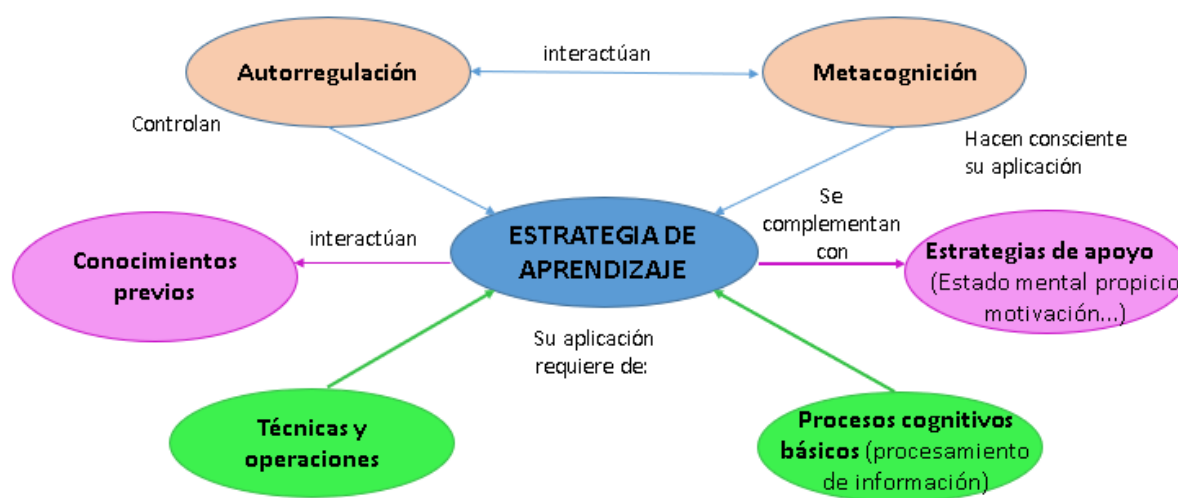 interactúan
Autorregulación
Metacognición
Controlan
Hacen consciente
su aplicación
Se
complementan
con
interactúan
ESTRATEGIA DE
APRENDIZAJE
Conocimientos
previos
Estrategias de apoyo
(Estado mental propicio
motivación...)
Su aplicación
requiere de:
Técnicas y
operaciones
Procesos cognitivos
básicos (procesamiento
de información)